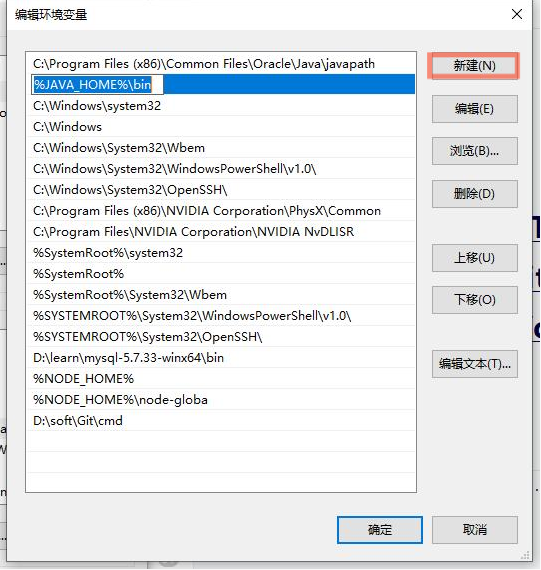 编辑环境变量
C:\Program Files (x86)\Common Files\Oracle\Java\javapath
新建(N)
%JAVA_HOME%\bin
C:\Windows\system32
编辑(E)
C:\Windows
C:\Windows\System32\Wbem
浏览(B)...
C:\Windows\System32\WindowsPowerShell\v1.0\
C:\Windows\System32\OpenSSH\
删除(D)
C:\Program Files (x86)\NVIDIA Corporation\PhysX\Common
C:\Program Files\NVIDIA Corporation\NVIDIA NvDLISR
%SystemRoot%\system32
上移(U)
%SystemRoot%
%SystemRoot%\System32\Wbem
下移(O)
%SYSTEMROOT%\System32\WindowsPowerShell\v1.0\
%SYSTEMROOT%\System32\OpenSSH\
D:\learn\mysql-5.7.33-winx64\bin
编辑文本(T)...
%NODE_HOME%
%NODE_HOME%\node-globa
D:\soft\Git\cmd
确定
取消